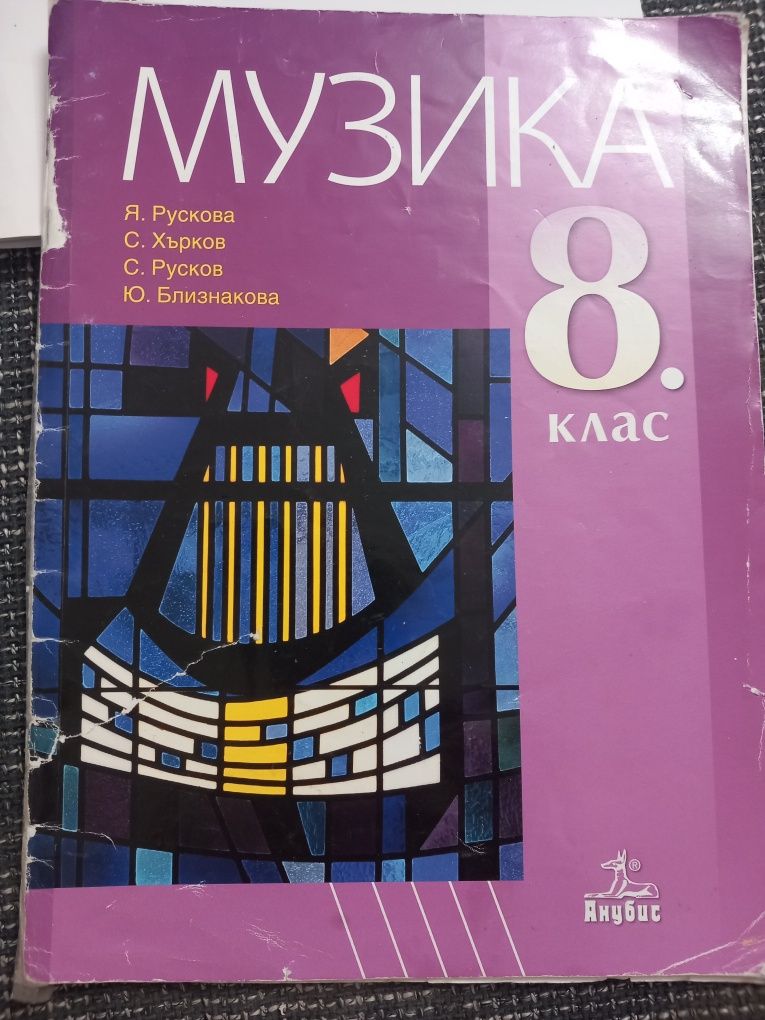 МУЗИКА
Я. Рускова
С. Хърков
С. Русков
Ю. Близнакова
8.
клас
®
Анубис